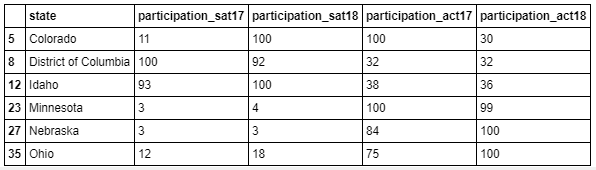 state participation_sat17 participation_sat18 participation_act17 participation_act18
5 Colorado 11 100 100 30
8 District of Columbia 100 92 32 32
12 Idaho 93 100 38 36
23 Minnesota 3 4 100 99
27 Nebraska 3 3 84 100
35 Ohio 12 18 75 100